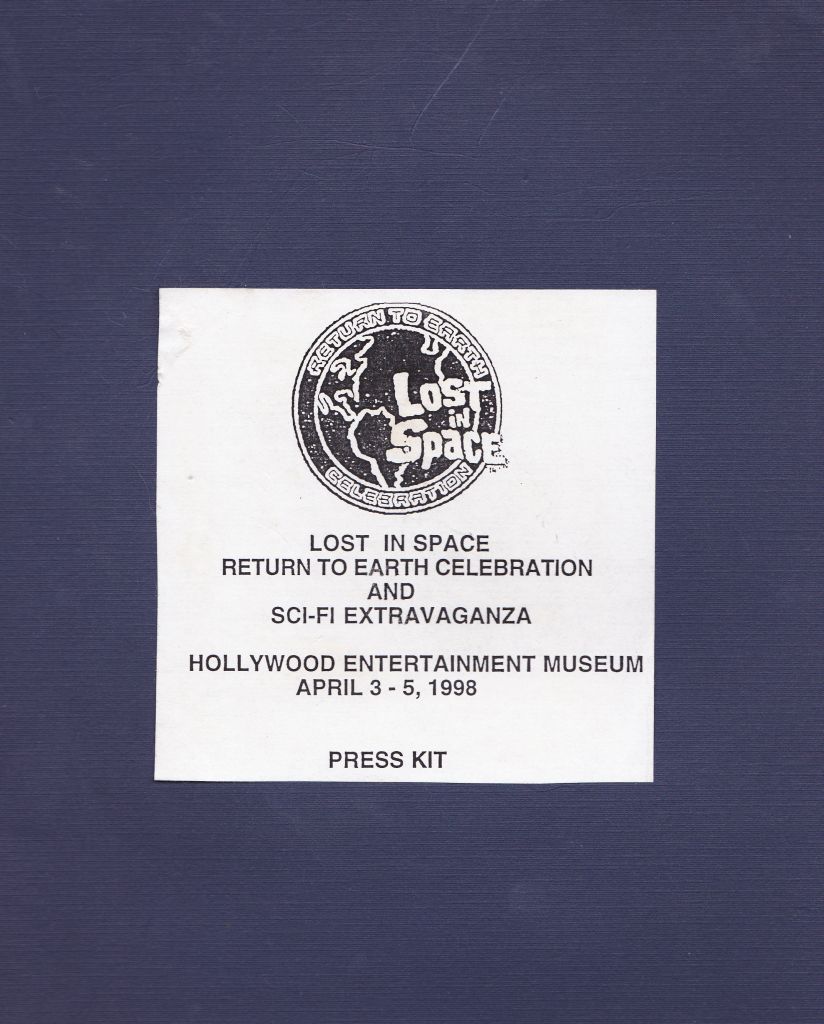 RETURN TO EARTH
LOST
IN
SPACE
CELEBRATION
LOST IN SPACE
RETURN TO EARTH CELEBRATION
AND
SCI-FI EXTRAVAGANZA
HOLLYWOOD ENTERTAINMENT MUSEUM
APRIL 3 - 5, 1998
PRESS KIT